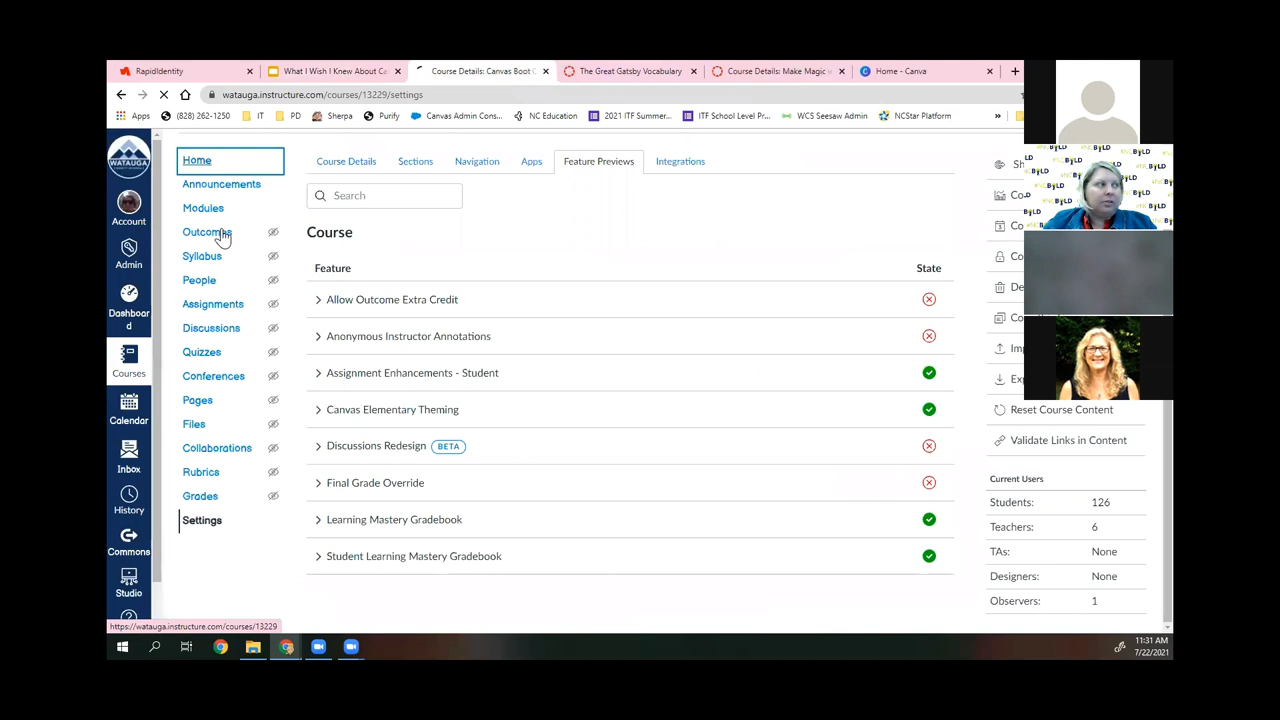 RapidIdentity
What I Wish I Knew About Ca
Course Details: Canvas Boot C
The Great Gatsby Vocabulary
Course Details: Make Magic w
Home - Canva
watauga.instructure.com/courses/13229/settings
Apps
(828) 262-1250
IT
PD
Sherpa
Purify
Canvas Admin Cons...
NC Education
2021 ITF Summer...
ITF School Level Pr...
WCS Seesaw Admin
NCStar Platform
»
WATAUGA
Account
Admin
Dashboar
d
Courses
Calendar
Inbox
History
Commons
Studio
Home
Announcements
Modules
Outcomes
Syllabus
People
Assignments
Discussions
Quizzes
Conferences
Pages
Files
Collaborations
Rubrics
Grades
Settings
Course Details
Sections
Navigation
Apps
Feature Previews
Integrations
Search
Course
Feature
State
Allow Outcome Extra Credit
Anonymous Instructor Annotations
Assignment Enhancements - Student
Canvas Elementary Theming
Discussions Redesign BETA
Final Grade Override
Learning Mastery Gradebook
Student Learning Mastery Gradebook
Reset Course Content
Validate Links in Content
Current Users
Students: 126
Teachers: 6
TAs: None
Designers: None
Observers: 1
https://watauga.instructure.com/courses/13229
11:31 AM
7/22/2021